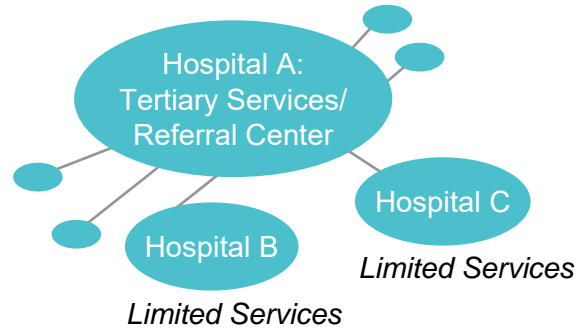 Hospital A:
Tertiary Services/
Referral Center
Hospital C
Limited Services
Hospital B
Limited Services